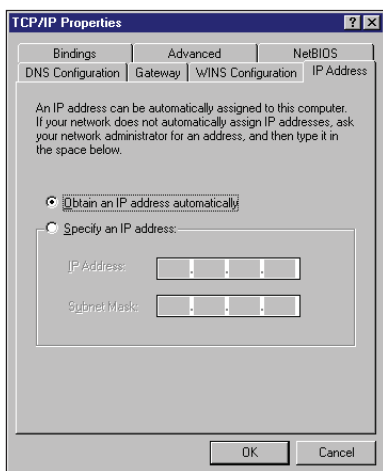 TCP/IP Properties
Bindings
Advanced
NetBIOS
DNS Configuration
Gateway
WINS Configuration
IP Address
An IP address can be automatically assigned to this computer.
If your network does not automatically assign IP addresses, ask
your network administrator for an address, and then type it in
the space below.
Obtain an IP address automatically
Specify an IP address:
IP Address:
Subnet Mask:
OK
Cancel